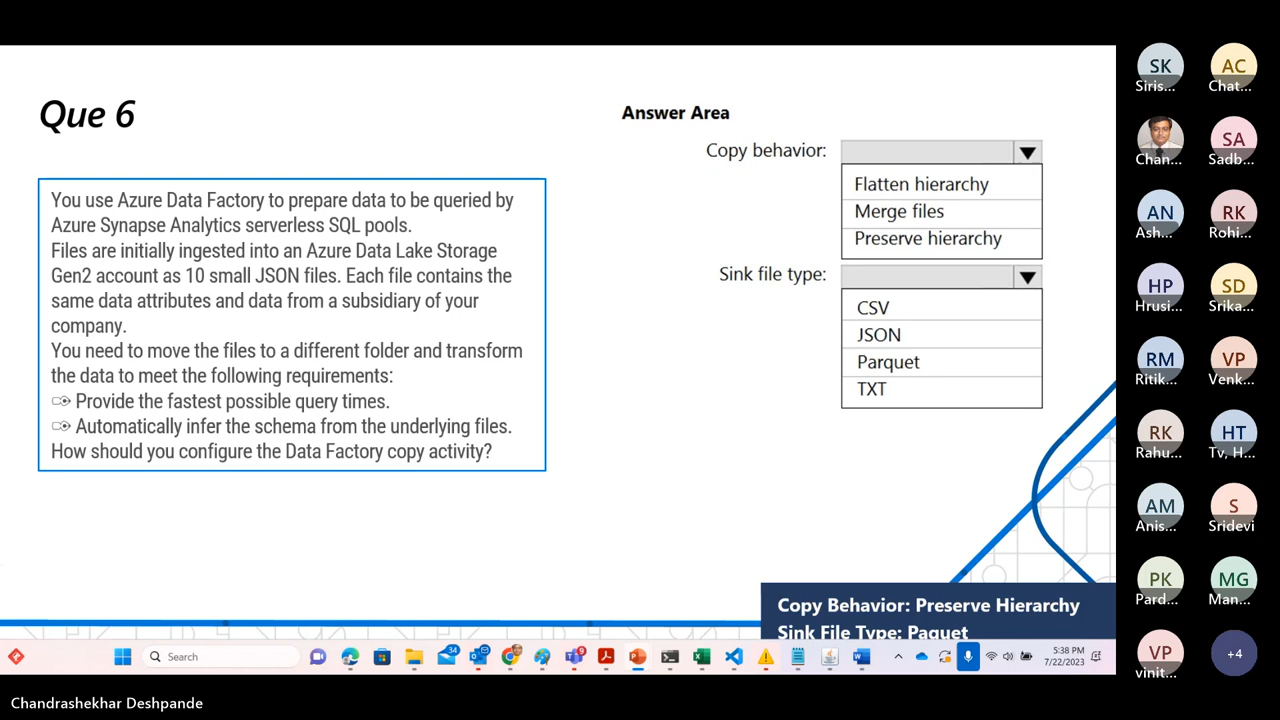 Que 6
You use Azure Data Factory to prepare data to be queried by
Azure Synapse Analytics serverless SQL pools.
Files are initially ingested into an Azure Data Lake Storage
Gen2 account as 10 small JSON files. Each file contains the
same data attributes and data from a subsidiary of your
company.
You need to move the files to a different folder and transform
the data to meet the following requirements:
Provide the fastest possible query times.
Automatically infer the schema from the underlying files.
How should you configure the Data Factory copy activity?
Answer Area
Copy behavior:
Flatten hierarchy
Merge files
Preserve hierarchy
Sink file type:
CSV
JSON
Parquet
TXT
Copy Behavior: Preserve Hierarchy
Sink File Type: Paquet
SK
Siris...
AC
Chat...
Chan...
SA
Sadb...
AN
Ash...
RK
Rohi...
HP
Hrusi...
SD
Srika...
RM
Ritik...
VP
Venk...
RK
Rahu...
HT
Tv, H...
AM
Anis...
S
Sridevi
PK
Pard...
MG
Man...
VP
vinit...
+4
Search
34
9
5:38 PM
7/22/2023
Chandrashekhar Deshpande